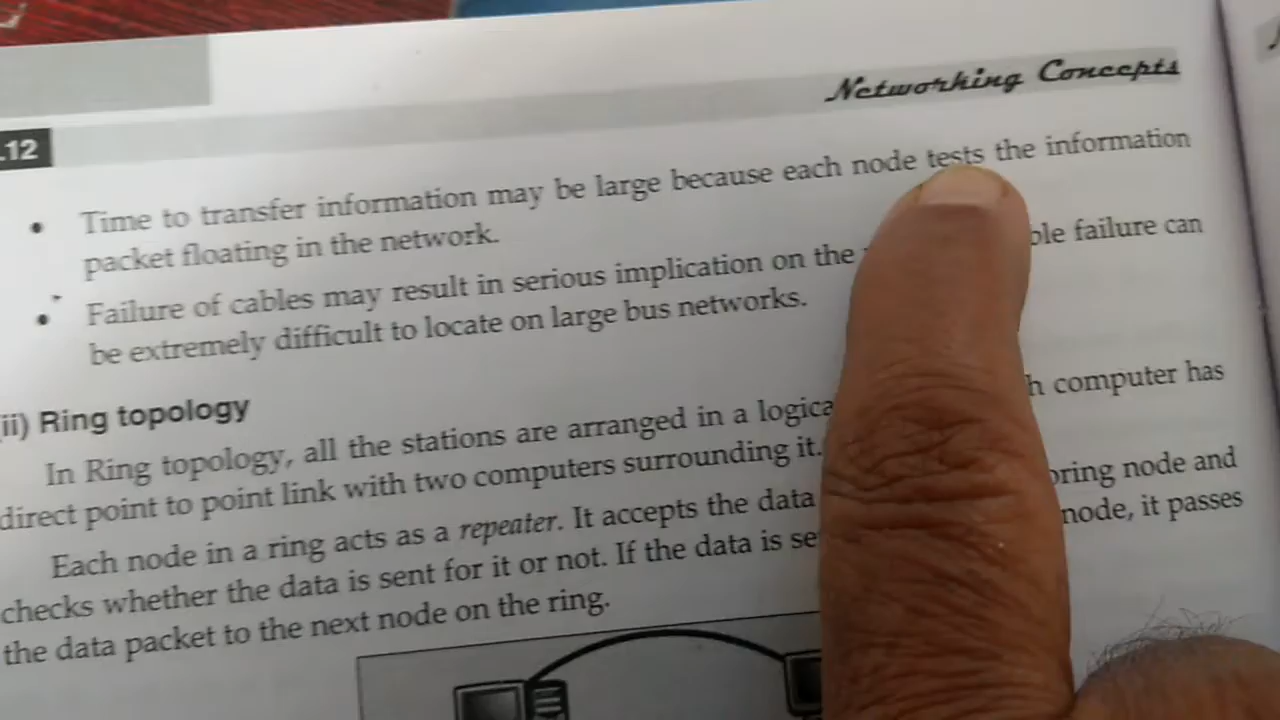 Networking Concepts
.12
• Time to transfer information may be large because each node tests the information
packet floating in the network.
• Failure of cables may result in serious implication on the failure can
be extremely difficult to locate on large bus networks.
ii) Ring topology
In Ring topology, all the stations are arranged in a computer has
direct point to point link with two computers surrounding it.
Each node in a ring acts as a repeater. It accepts the data node and
checks whether the data is sent for it or not. If the data is node, it passes
the data packet to the next node on the ring.